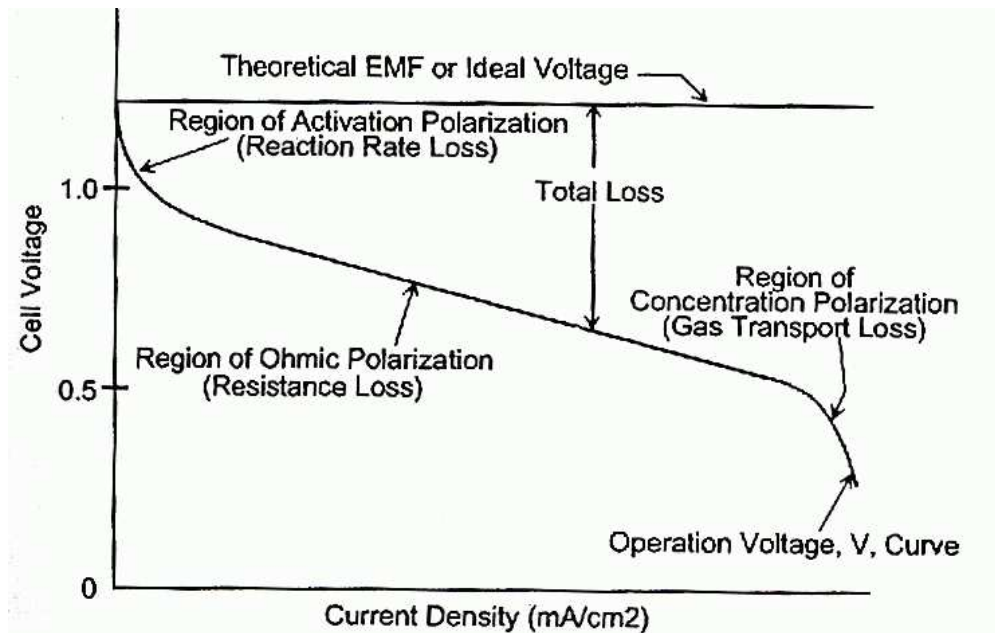 Theoretical EMF or Ideal Voltage
Region of Activation Polarization
(Reaction Rate Loss)
1.0
Total Loss
Cell Voltage
Region of
Concentration Polarization
(Gas Transport Loss)
Region of Ohmic Polarization
(Resistance Loss)
0.5
Operation Voltage, V, Curve
0
Current Density (mA/cm2)